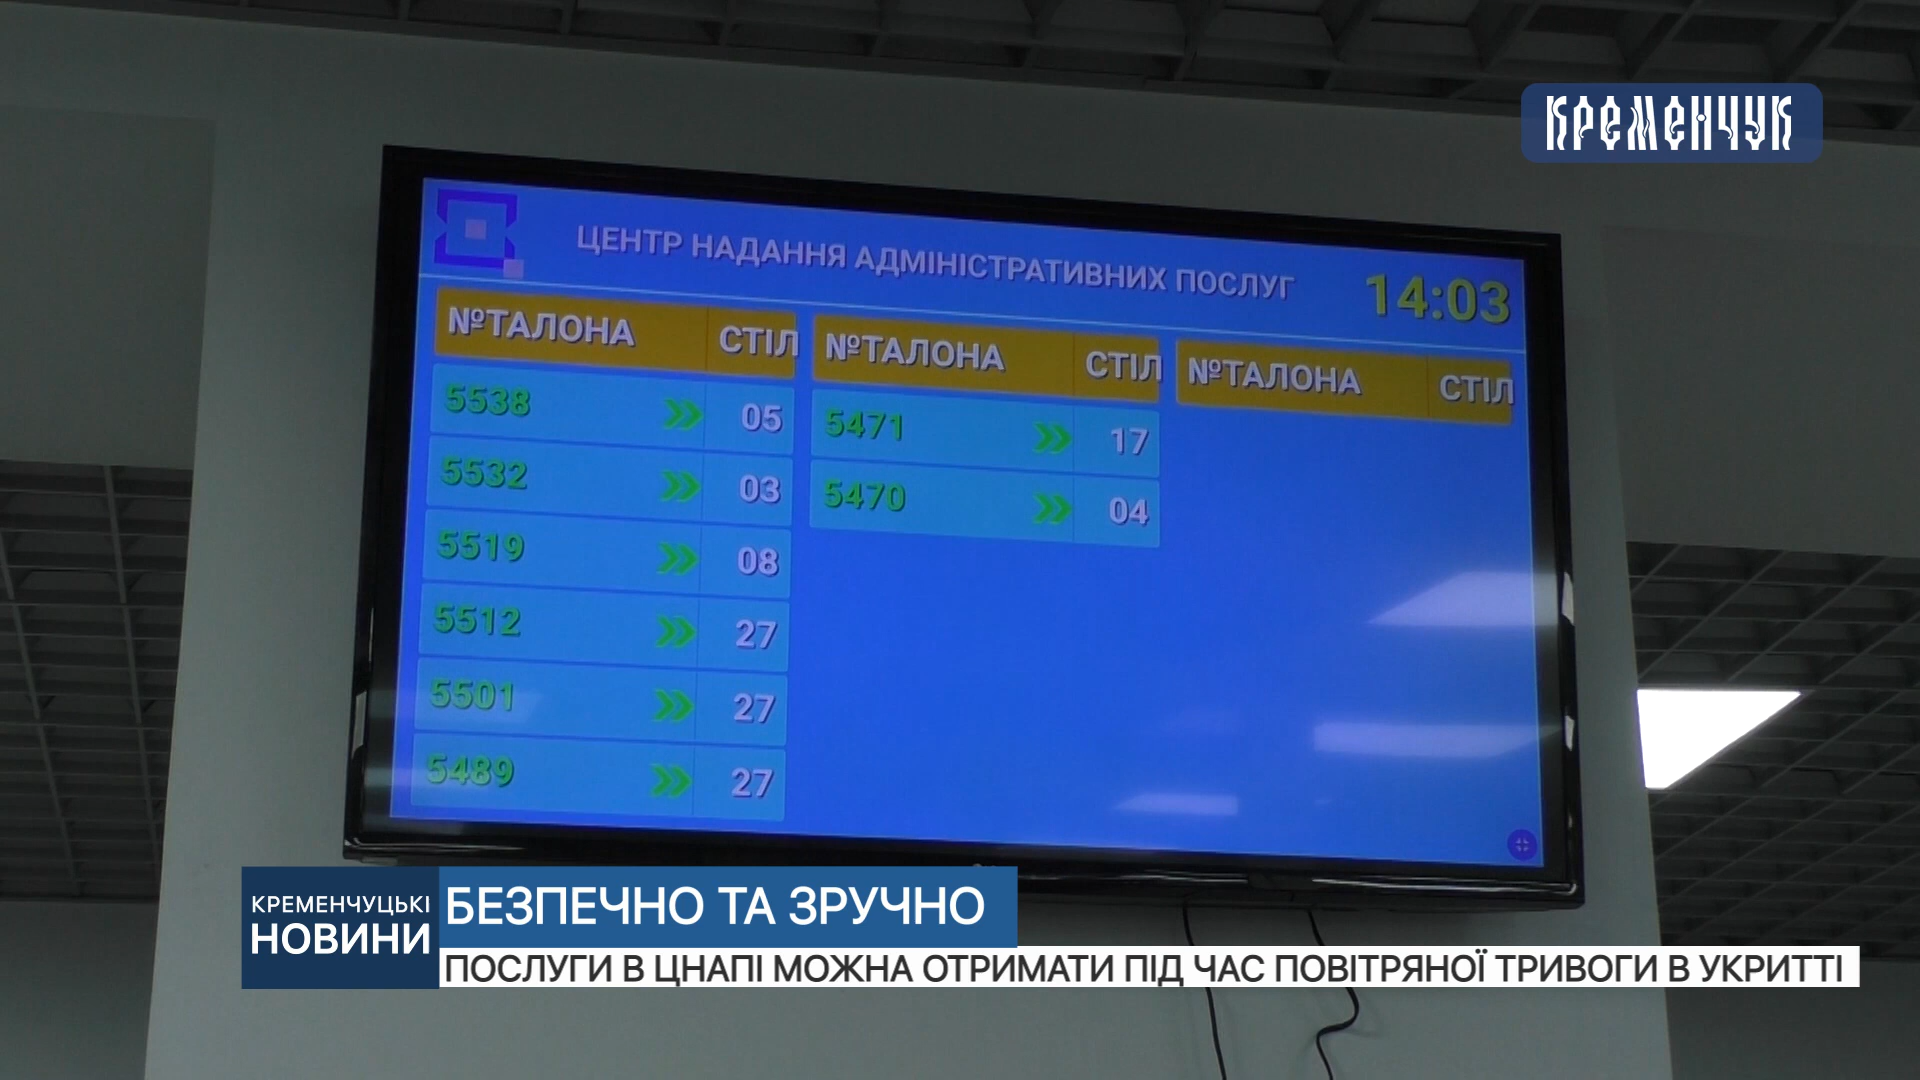 КРЕМЕНЧУК
ЦЕНТР НАДАННЯ АДМІНІСТРАТИВНИХ ПОСЛУГ
14:03
№ТАЛОНА СТІЛ
5538 >> 05
5532 >> 03
5519 >> 08
5512 >> 27
5501 >> 27
5489 >> 27
№ТАЛОНА СТІЛ
5471 >> 17
5470 >> 04
№ТАЛОНА СТІЛ
КРЕМЕНЧУЦЬКІ
НОВИНИ
БЕЗПЕЧНО ТА ЗРУЧНО
ПОСЛУГИ В ЦНАПІ МОЖНА ОТРИМАТИ ПІД ЧАС ПОВІТРЯНОЇ ТРИВОГИ В УКРИТТІ